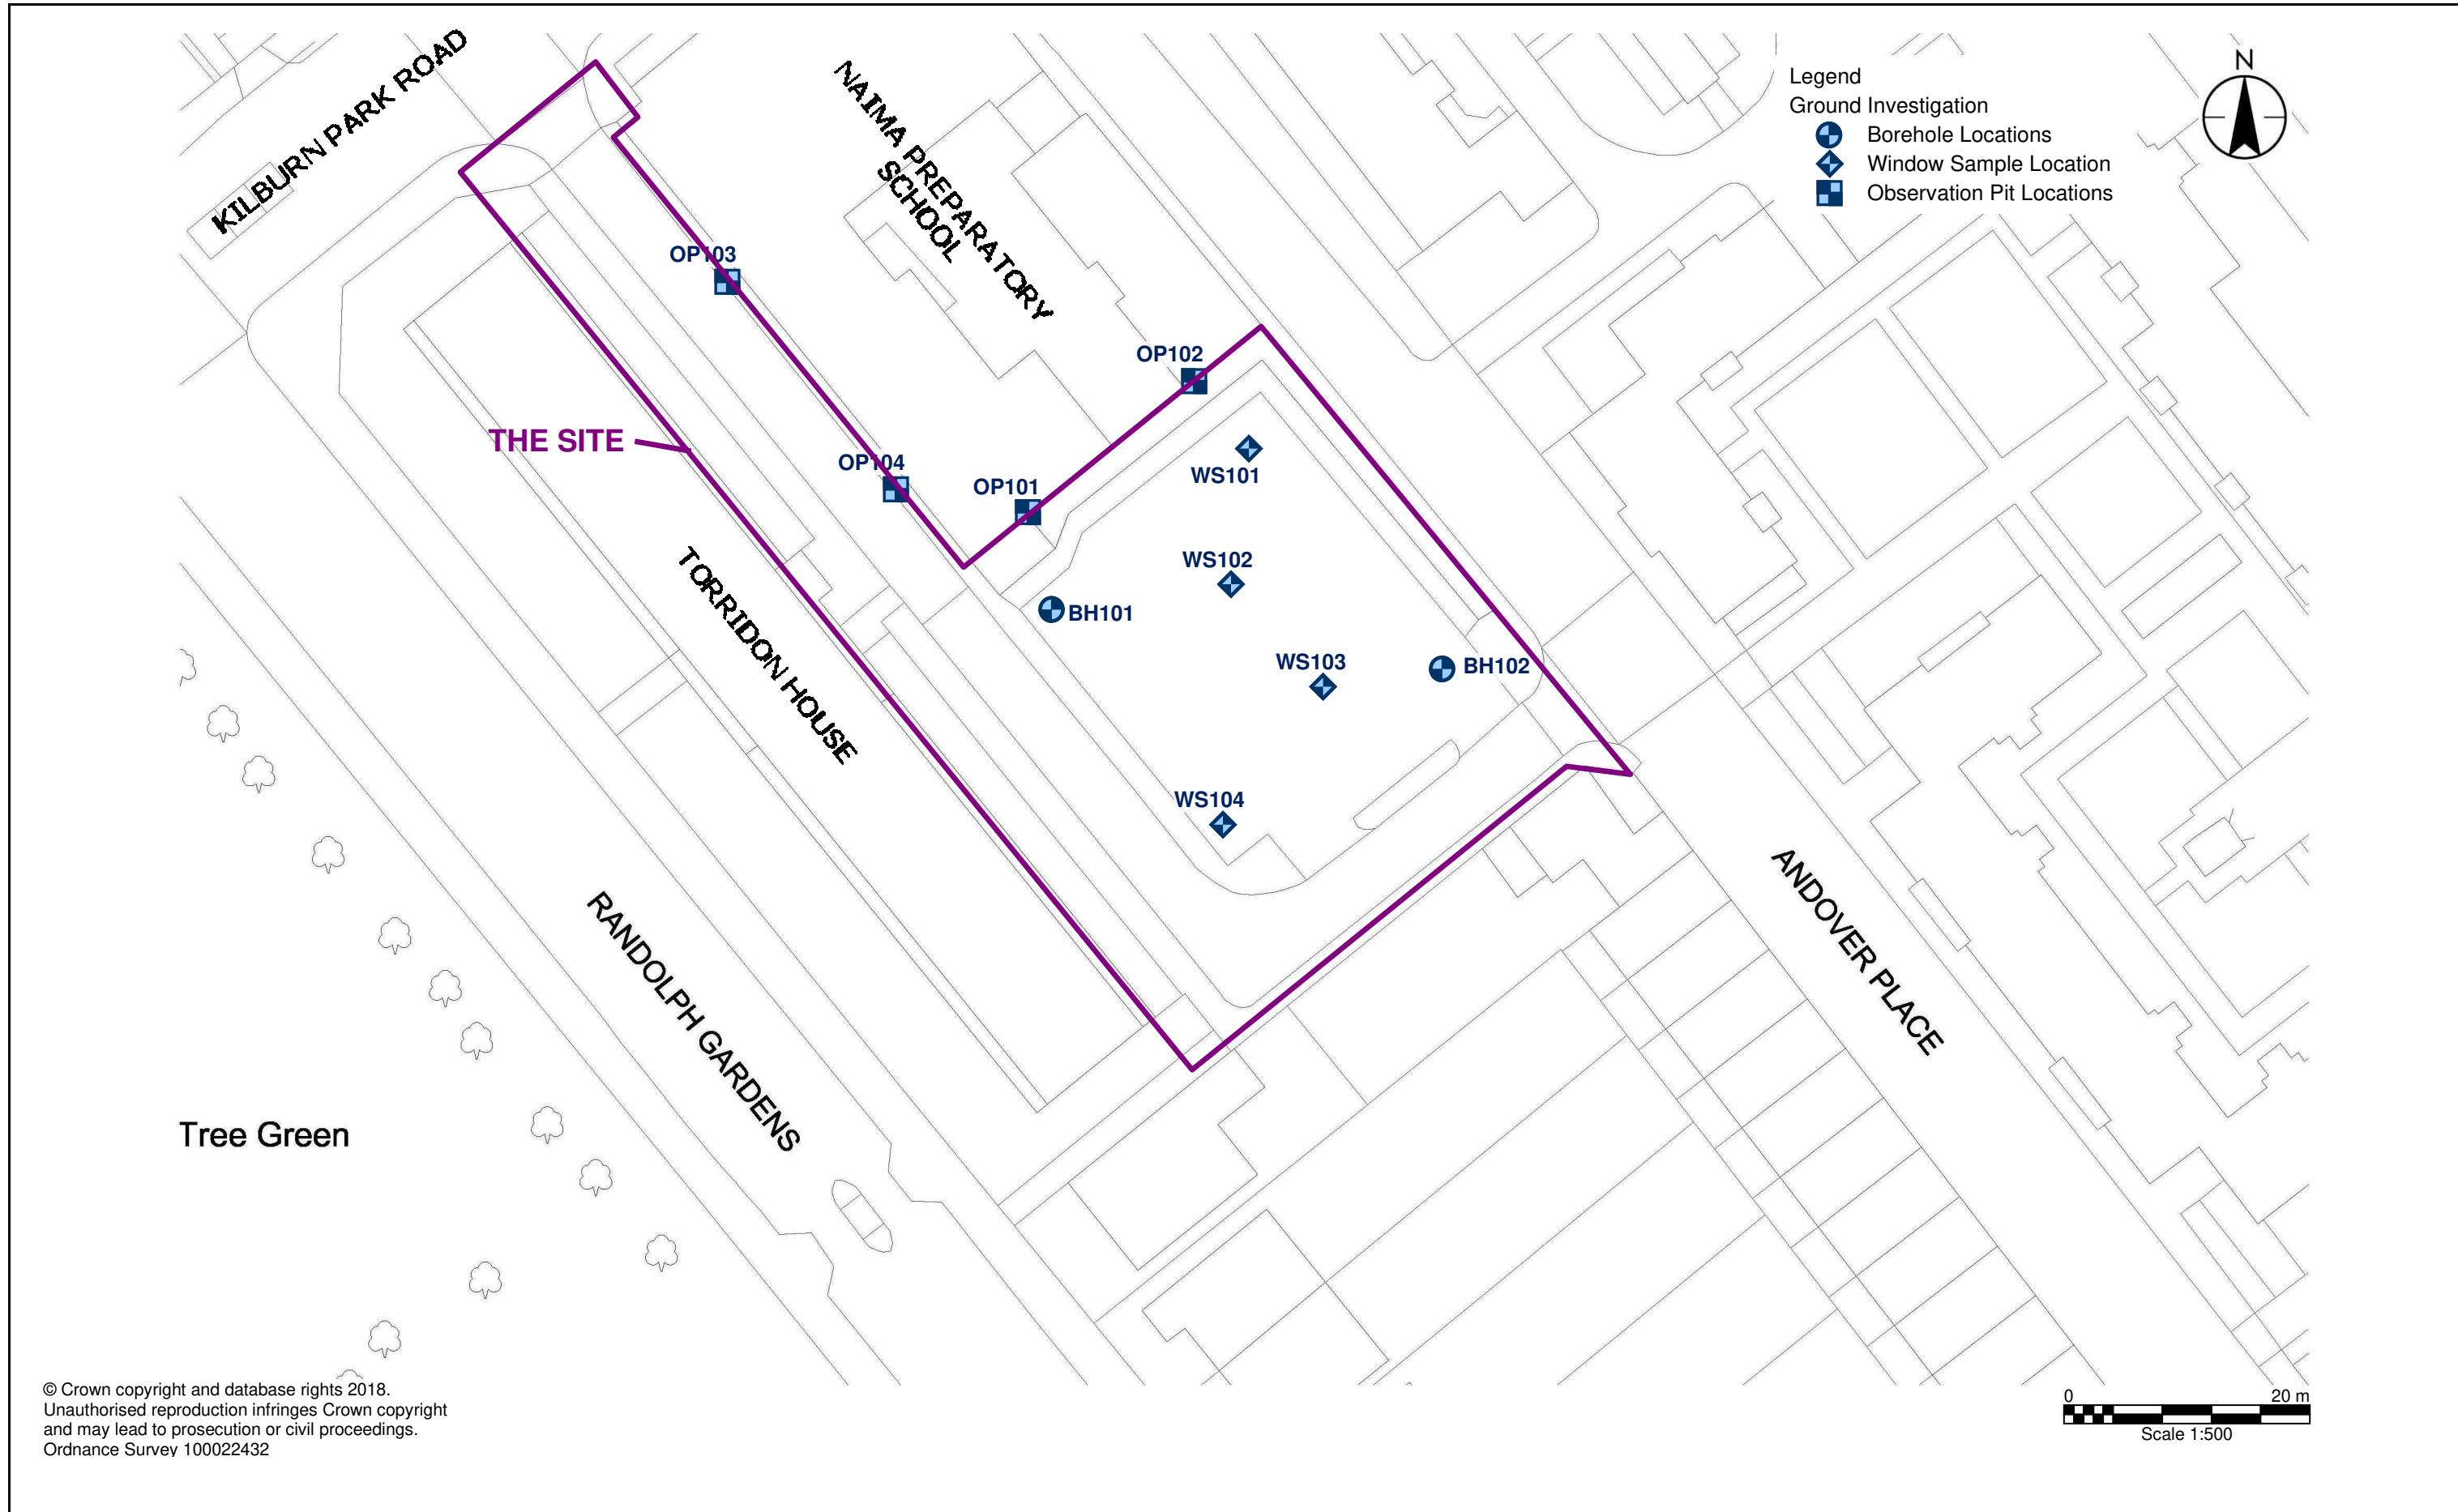 KILBURN PARK ROAD
NAIMA PREPARATORY
SCHOOL
N
Legend
Ground Investigation
Borehole Locations
Window Sample Location
Observation Pit Locations
OP103
OP102
THE SITE
OP104
OP101
WS101
WS102
BH101
WS103
BH102
TORRIDON HOUSE
WS104
RANDOLPH GARDENS
ANDOVER PLACE
Tree Green
© Crown copyright and database rights 2018.
Unauthorised reproduction infringes Crown copyright
and may lead to prosecution or civil proceedings.
Ordnance Survey 100022432
0 20 m
Scale 1:500